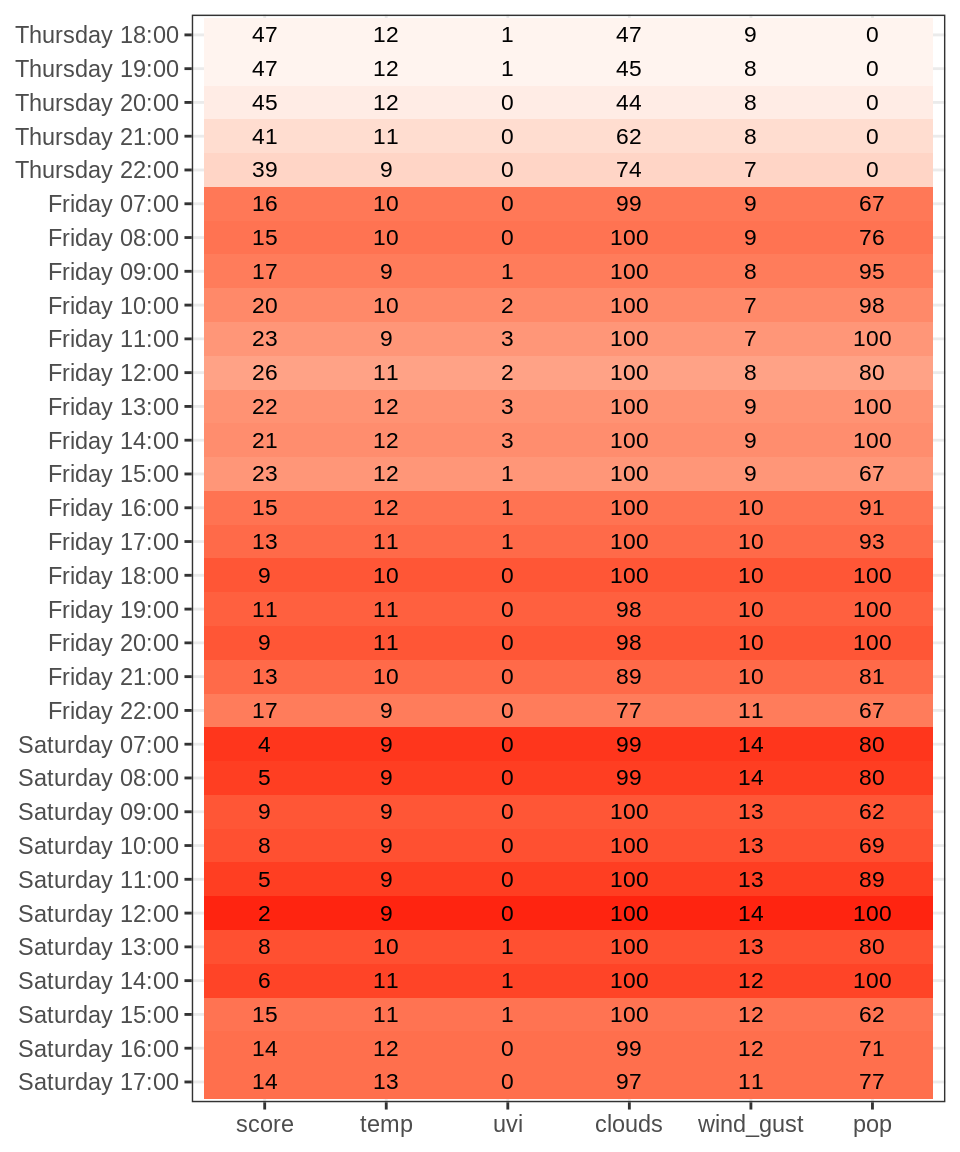 Thursday 18:00 47 12 1 47 9 0
Thursday 19:00 47 12 1 45 8 0
Thursday 20:00 45 12 0 44 8 0
Thursday 21:00 41 11 0 62 8 0
Thursday 22:00 39 9 0 74 7 0
Friday 07:00 16 10 0 99 9 67
Friday 08:00 15 10 0 100 9 76
Friday 09:00 17 9 1 100 8 95
Friday 10:00 20 10 2 100 7 98
Friday 11:00 23 9 3 100 7 100
Friday 12:00 26 11 2 100 8 80
Friday 13:00 22 12 3 100 9 100
Friday 14:00 21 12 3 100 9 100
Friday 15:00 23 12 1 100 9 67
Friday 16:00 15 12 1 100 10 91
Friday 17:00 13 11 1 100 10 93
Friday 18:00 9 10 0 100 10 100
Friday 19:00 11 11 0 98 10 100
Friday 20:00 9 11 0 98 10 100
Friday 21:00 13 10 0 89 10 81
Friday 22:00 17 9 0 77 11 67
Saturday 07:00 4 9 0 99 14 80
Saturday 08:00 5 9 0 99 14 80
Saturday 09:00 9 9 0 100 13 62
Saturday 10:00 8 9 0 100 13 69
Saturday 11:00 5 9 0 100 13 89
Saturday 12:00 2 9 0 100 14 100
Saturday 13:00 8 10 1 100 13 80
Saturday 14:00 6 11 1 100 12 100
Saturday 15:00 15 11 1 100 12 62
Saturday 16:00 14 12 0 99 12 71
Saturday 17:00 14 13 0 97 11 77
score temp uvi clouds wind_gust pop